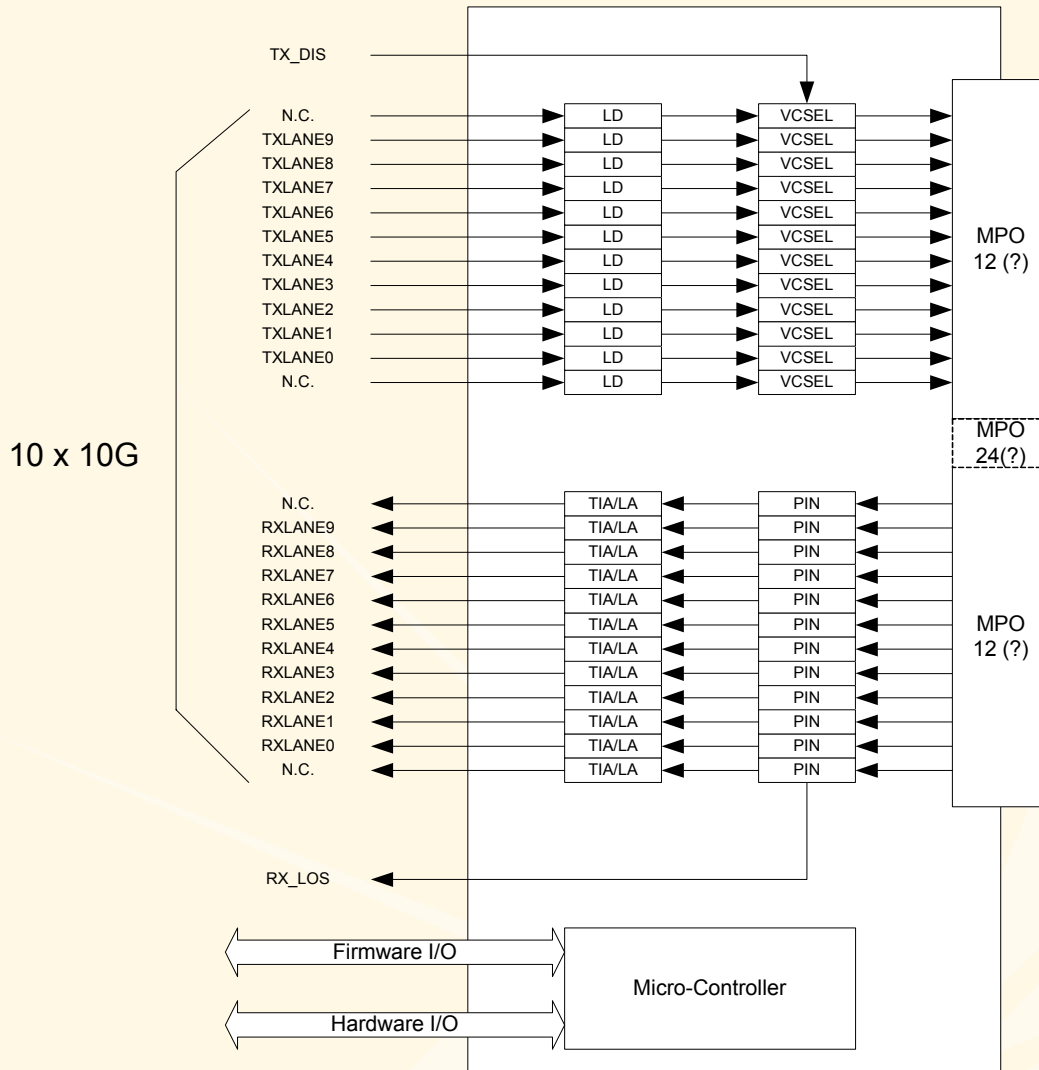 TX_DIS
N.C. LD VCSEL
TXLANE9 LD VCSEL
TXLANE8 LD VCSEL
TXLANE7 LD VCSEL
TXLANE6 LD VCSEL
TXLANE5 LD VCSEL
TXLANE4 LD VCSEL
TXLANE3 LD VCSEL
TXLANE2 LD VCSEL
TXLANE1 LD VCSEL
TXLANE0 LD VCSEL
N.C. LD VCSEL
MPO
12 (?)
MPO
24(?)
10 x 10G
N.C. TIA/LA PIN
RXLANE9 TIA/LA PIN
RXLANE8 TIA/LA PIN
RXLANE7 TIA/LA PIN
RXLANE6 TIA/LA PIN
RXLANE5 TIA/LA PIN
RXLANE4 TIA/LA PIN
RXLANE3 TIA/LA PIN
RXLANE2 TIA/LA PIN
RXLANE1 TIA/LA PIN
RXLANE0 TIA/LA PIN
N.C. TIA/LA PIN
MPO
12 (?)
RX_LOS
Firmware I/O
Micro-Controller
Hardware I/O